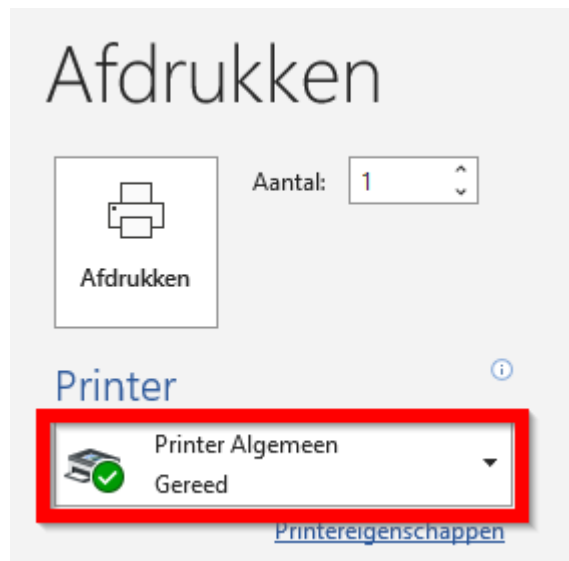 Afdrukken
Aantal: 1
Afdrukken
Printer
Printer Algemeen
Gereed
Printereigenschappen